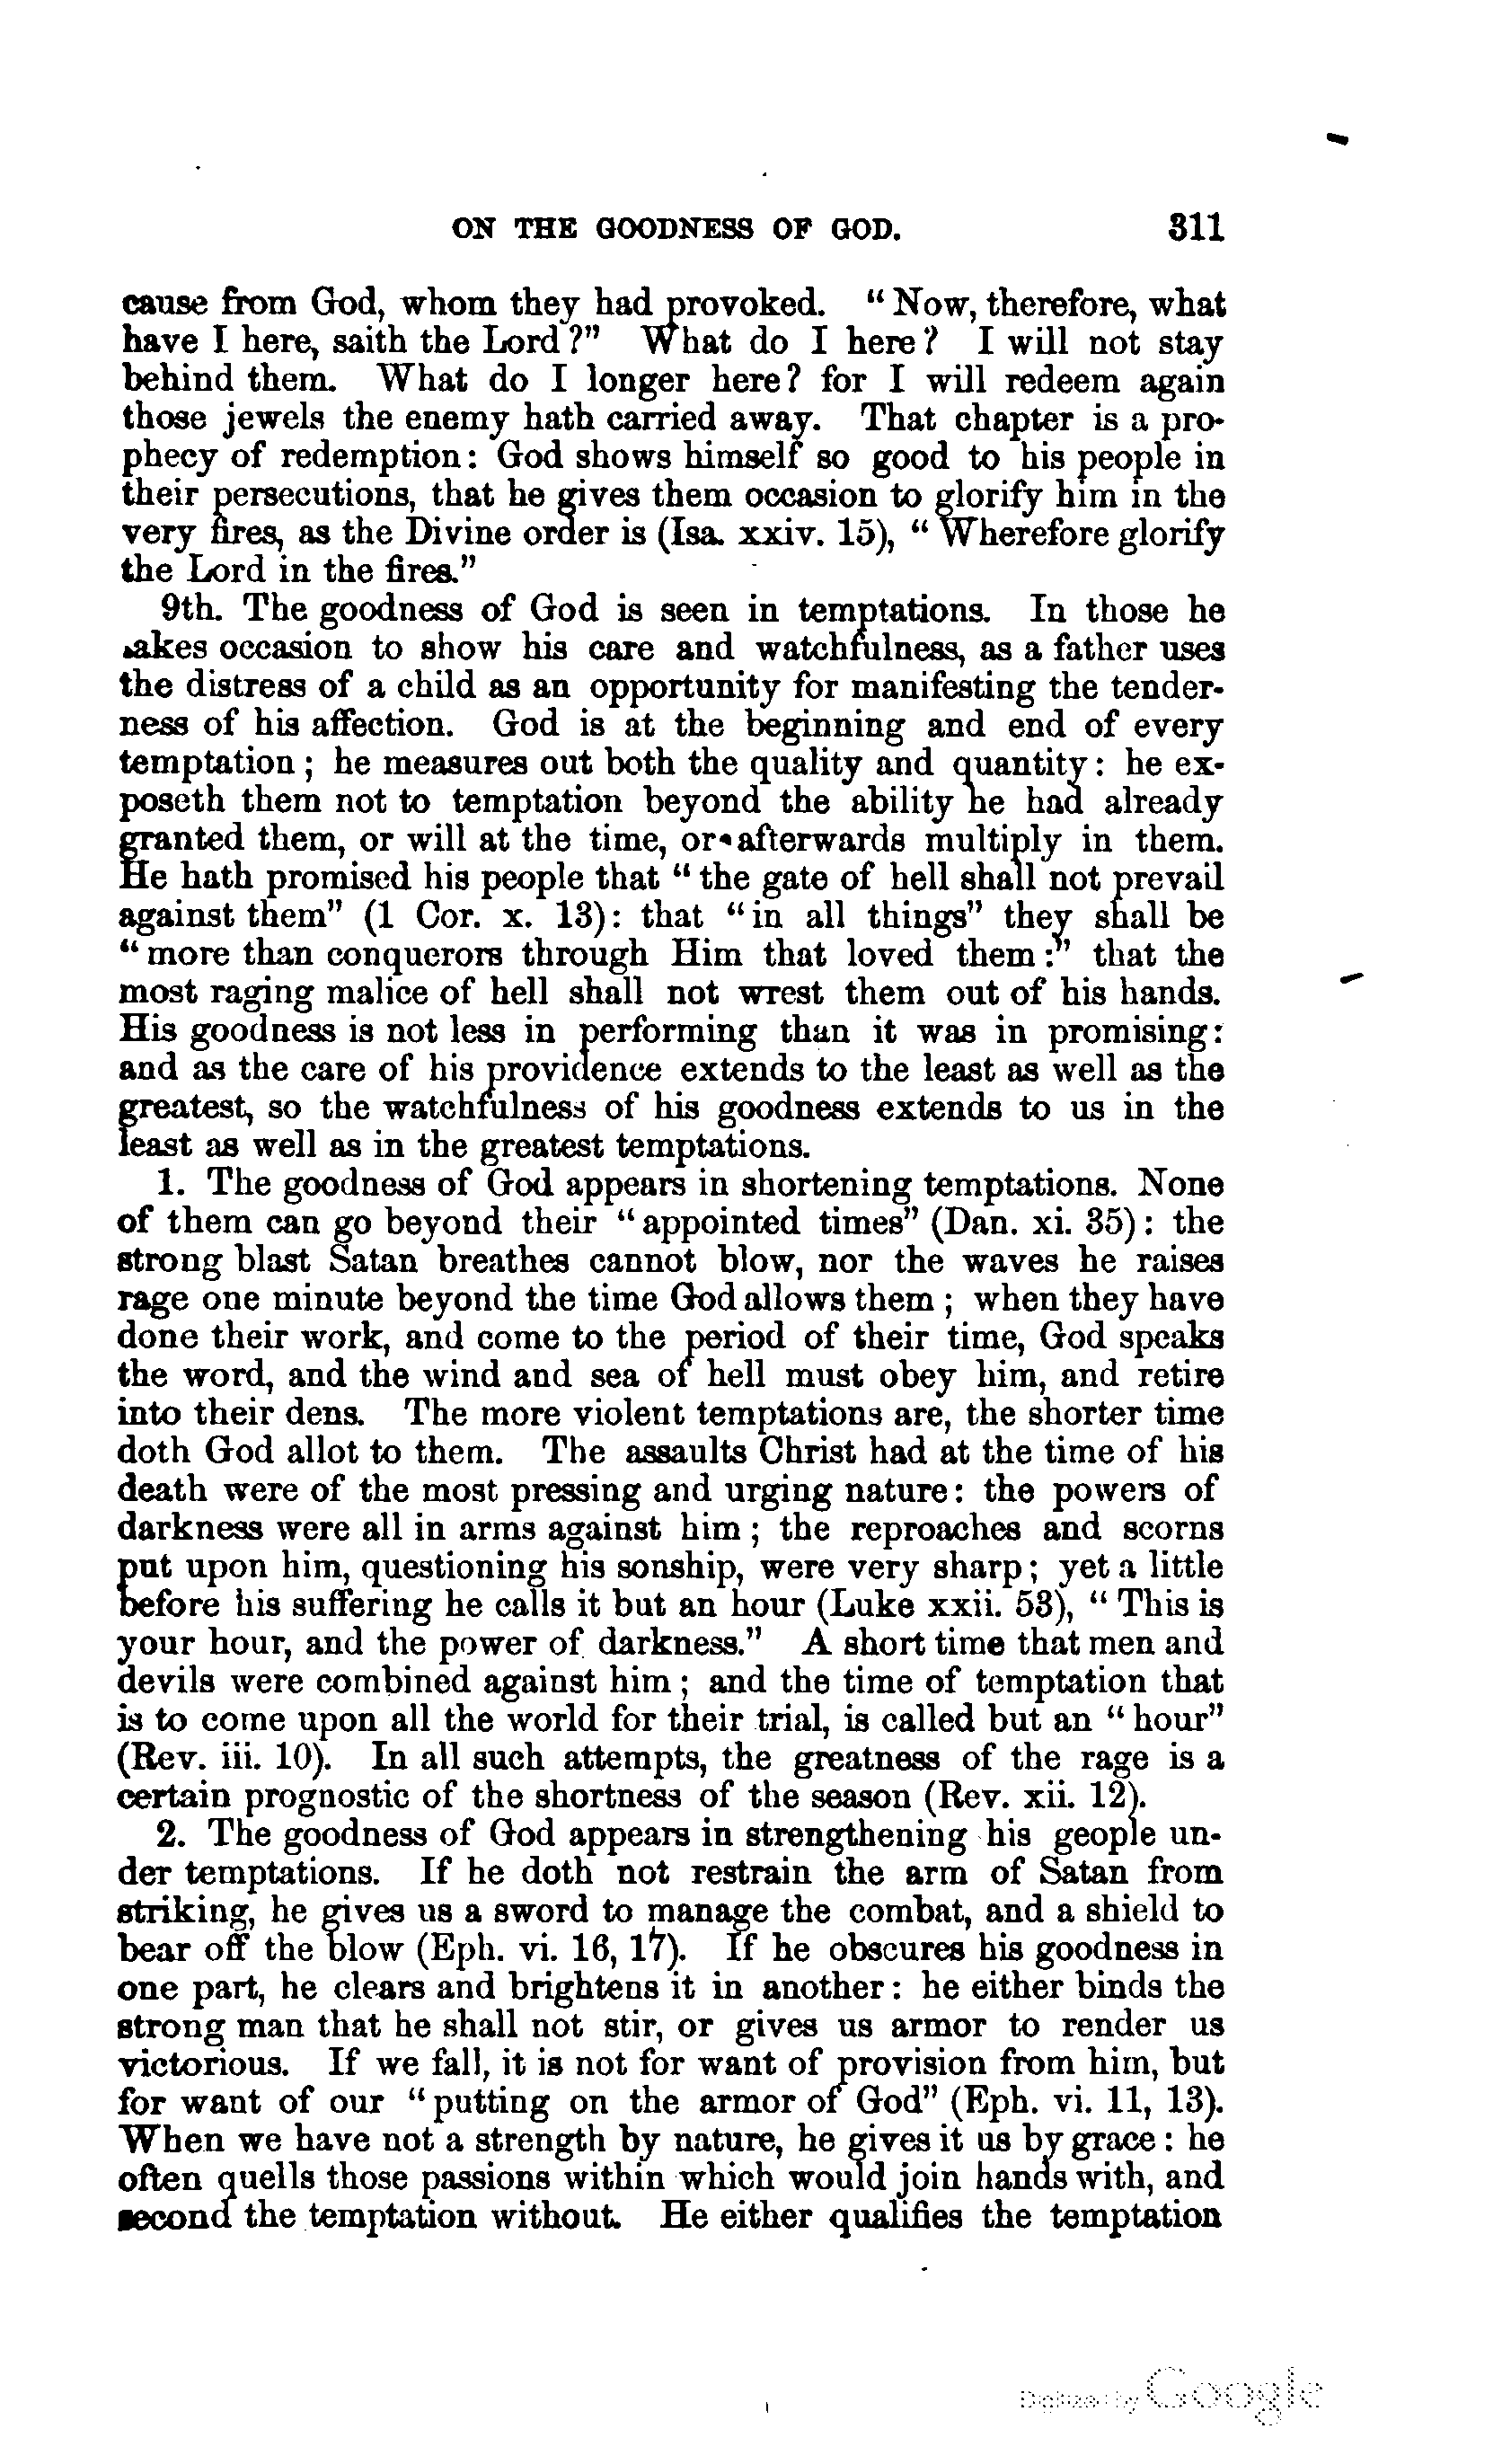 ON THE GOODNESS OF GOD. 311
cause from God, whom they had provoked. “ Now, therefore, what
have I here, saith the Lord ?” What do I here ? I will not stay
behind them. What do I longer here? for I will redeem again
those jewels the enemy hath carried away. That chapter is a pro-
phecy of redemption: God shows himself so good to his people in
their persecutions, that he gives them occasion to glorify him in the
very fires, as the Divine order is (Isa. xxiv. 15), “ Wherefore glorify
the Lord in the fires.”
9th. The goodness of God is seen in temptations. In those he
akes occasion to show his care and watchfulness, as a father uses
the distress of a child as an opportunity for manifesting the tender-
ness of his affection. God is at the beginning and end of every
temptation ; he measures out both the quality and quantity: he ex-
poseth them not to temptation beyond the ability he had already
granted them, or will at the time, or afterwards multiply in them.
He hath promised his people that “ the gate of hell shall not prevail
against them” (1 Cor. x. 13): that “in all things” they shall be
“ more than conquerors through Him that loved them :” that the
most raging malice of hell shall not wrest them out of his hands.
His goodness is not less in performing than it was in promising:
and as the care of his providence extends to the least as well as the
greatest, so the watchfulness of his goodness extends to us in the
least as well as in the greatest temptations.
1. The goodness of God appears in shortening temptations. None
of them can go beyond their “ appointed times” (Dan. xi. 35) : the
strong blast Satan breathes cannot blow, nor the waves he raises
rage one minute beyond the time God allows them ; when they have
done their work, and come to the period of their time, God speaks
the word, and the wind and sea of hell must obey him, and retire
into their dens. The more violent temptations are, the shorter time
doth God allot to them. The assaults Christ had at the time of his
death were of the most pressing and urging nature: the powers of
darkness were all in arms against him ; the reproaches and scorns
put upon him, questioning his sonship, were very sharp ; yet a little
before his suffering he calls it but an hour (Luke xxii. 53), “ This is
your hour, and the power of darkness.” A short time that men and
devils were combined against him ; and the time of temptation that
is to come upon all the world for their trial, is called but an “ hour”
(Rev. iii. 10). In all such attempts, the greatness of the rage is a
certain prognostic of the shortness of the season (Rev. xii. 12).
2. The goodness of God appears in strengthening his geople un-
der temptations. If he doth not restrain the arm of Satan from
striking, he gives us a sword to manage the combat, and a shield to
bear off the blow (Eph. vi. 16, 17). If he obscures his goodness in
one part, he clears and brightens it in another : he either binds the
strong man that he shall not stir, or gives us armor to render us
victorious. If we fall, it is not for want of provision from him, but
for want of our “ putting on the armor of God” (Eph. vi. 11, 13).
When we have not a strength by nature, he gives it us by grace : he
often quells those passions within which would join hands with, and
second the temptation without. He either qualifies the temptation
Digitized by Google